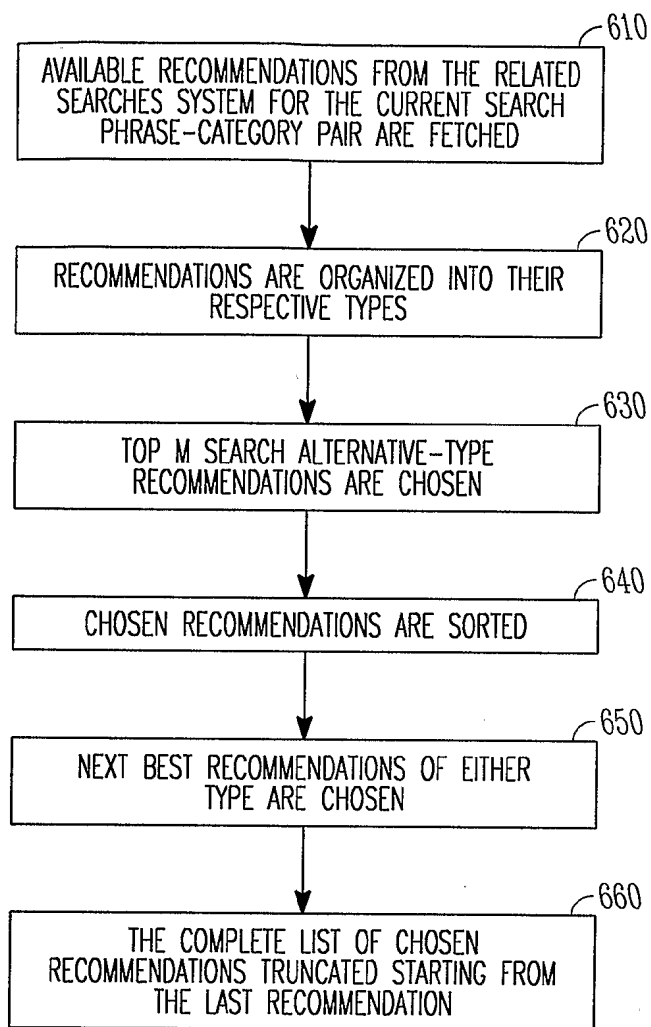 610
AVAILABLE RECOMMENDATIONS FROM THE RELATED
SEARCHES SYSTEM FOR THE CURRENT SEARCH
PHRASE-CATEGORY PAIR ARE FETCHED
620
RECOMMENDATIONS ARE ORGANIZED INTO THEIR
RESPECTIVE TYPES
630
TOP M SEARCH ALTERNATIVE-TYPE
RECOMMENDATIONS ARE CHOSEN
640
CHOSEN RECOMMENDATIONS ARE SORTED
650
NEXT BEST RECOMMENDATIONS OF EITHER
TYPE ARE CHOSEN
660
THE COMPLETE LIST OF CHOSEN
RECOMMENDATIONS TRUNCATED STARTING FROM
THE LAST RECOMMENDATION